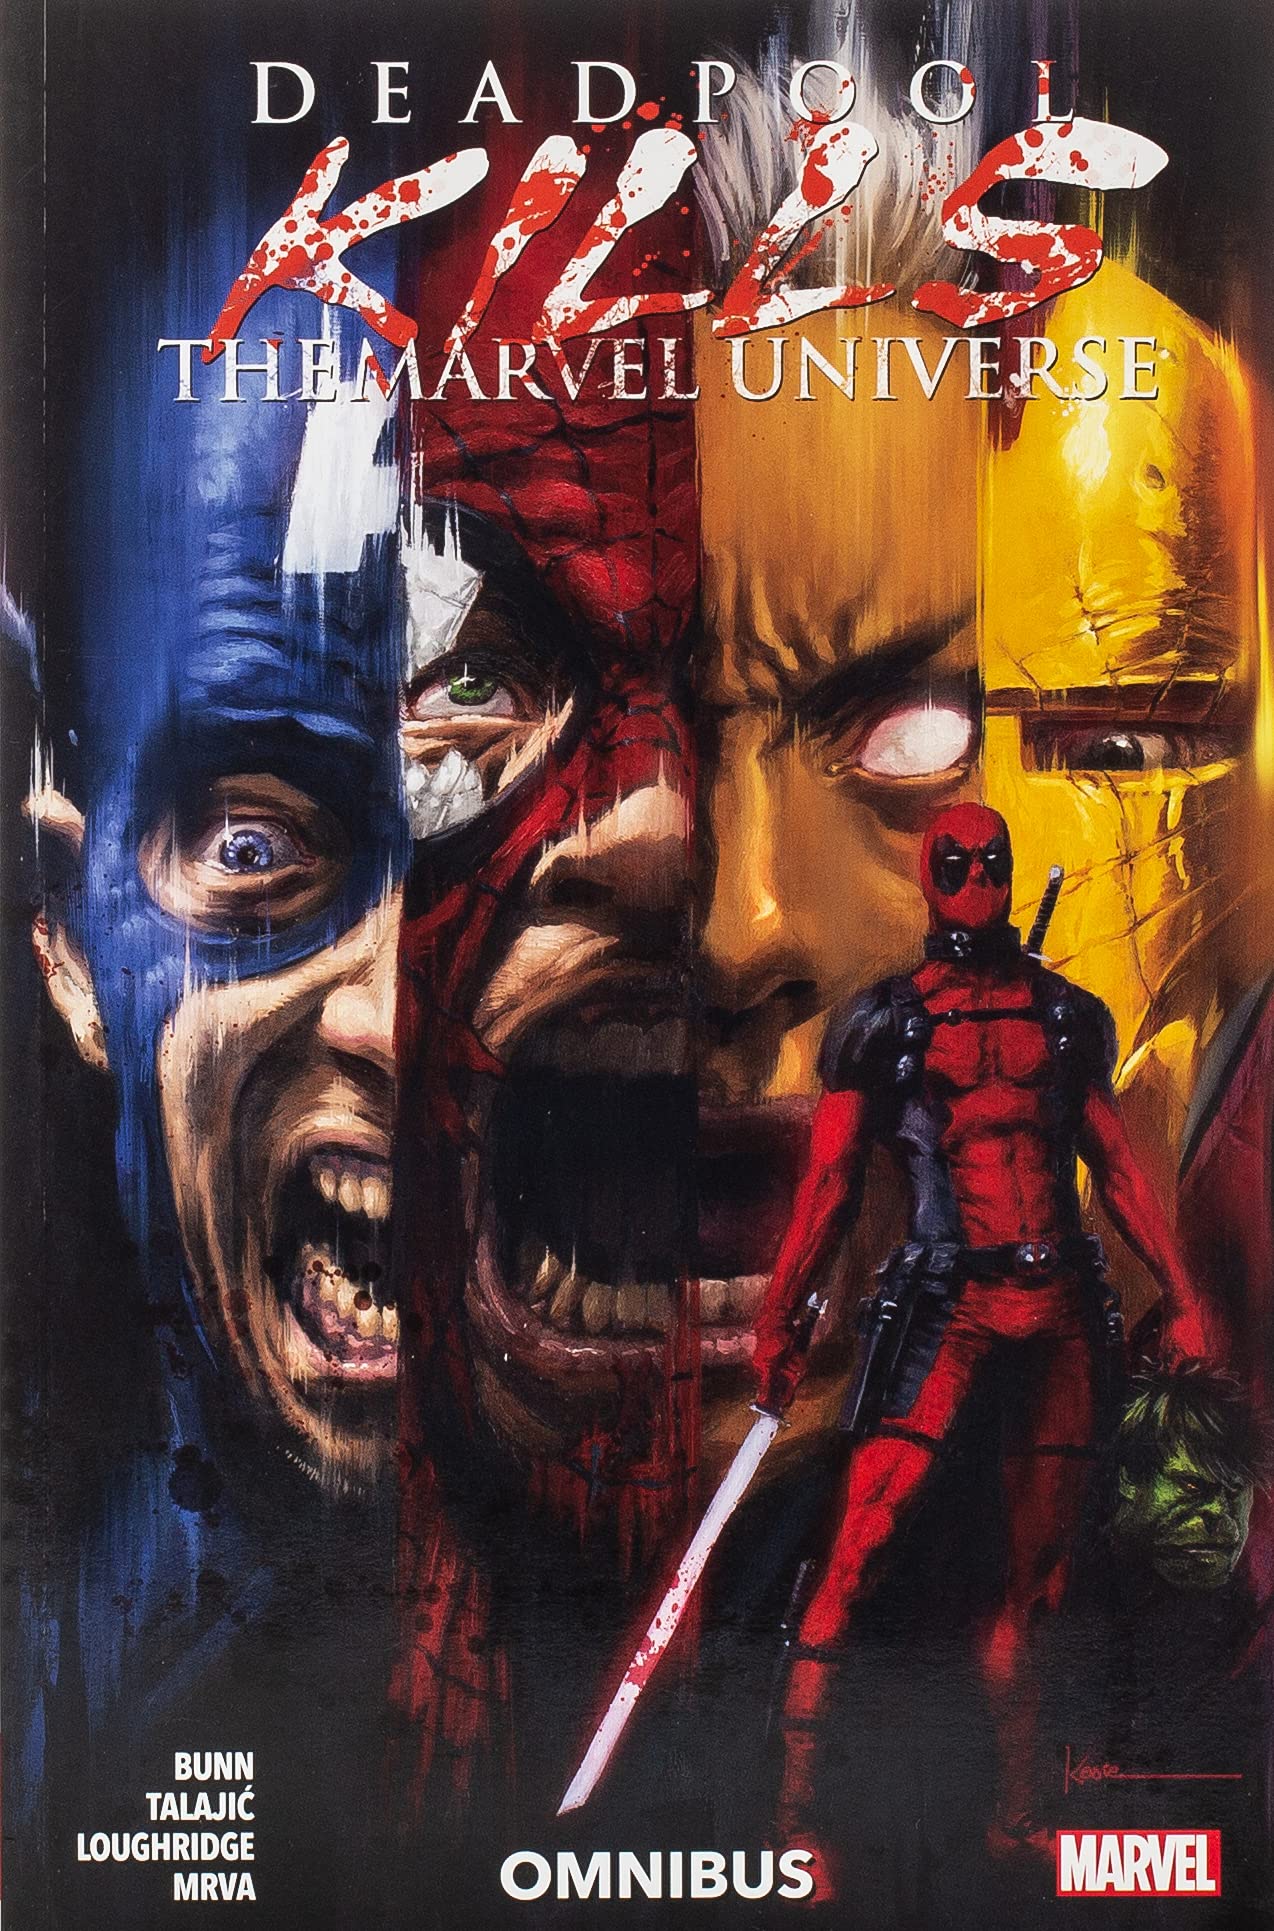 DEADPOOL
KILLS
THE MARVEL UNIVERSE
BUNN
TALAJIĆ
LOUGHRIDGE
MRVA
OMNIBUS
MARVEL